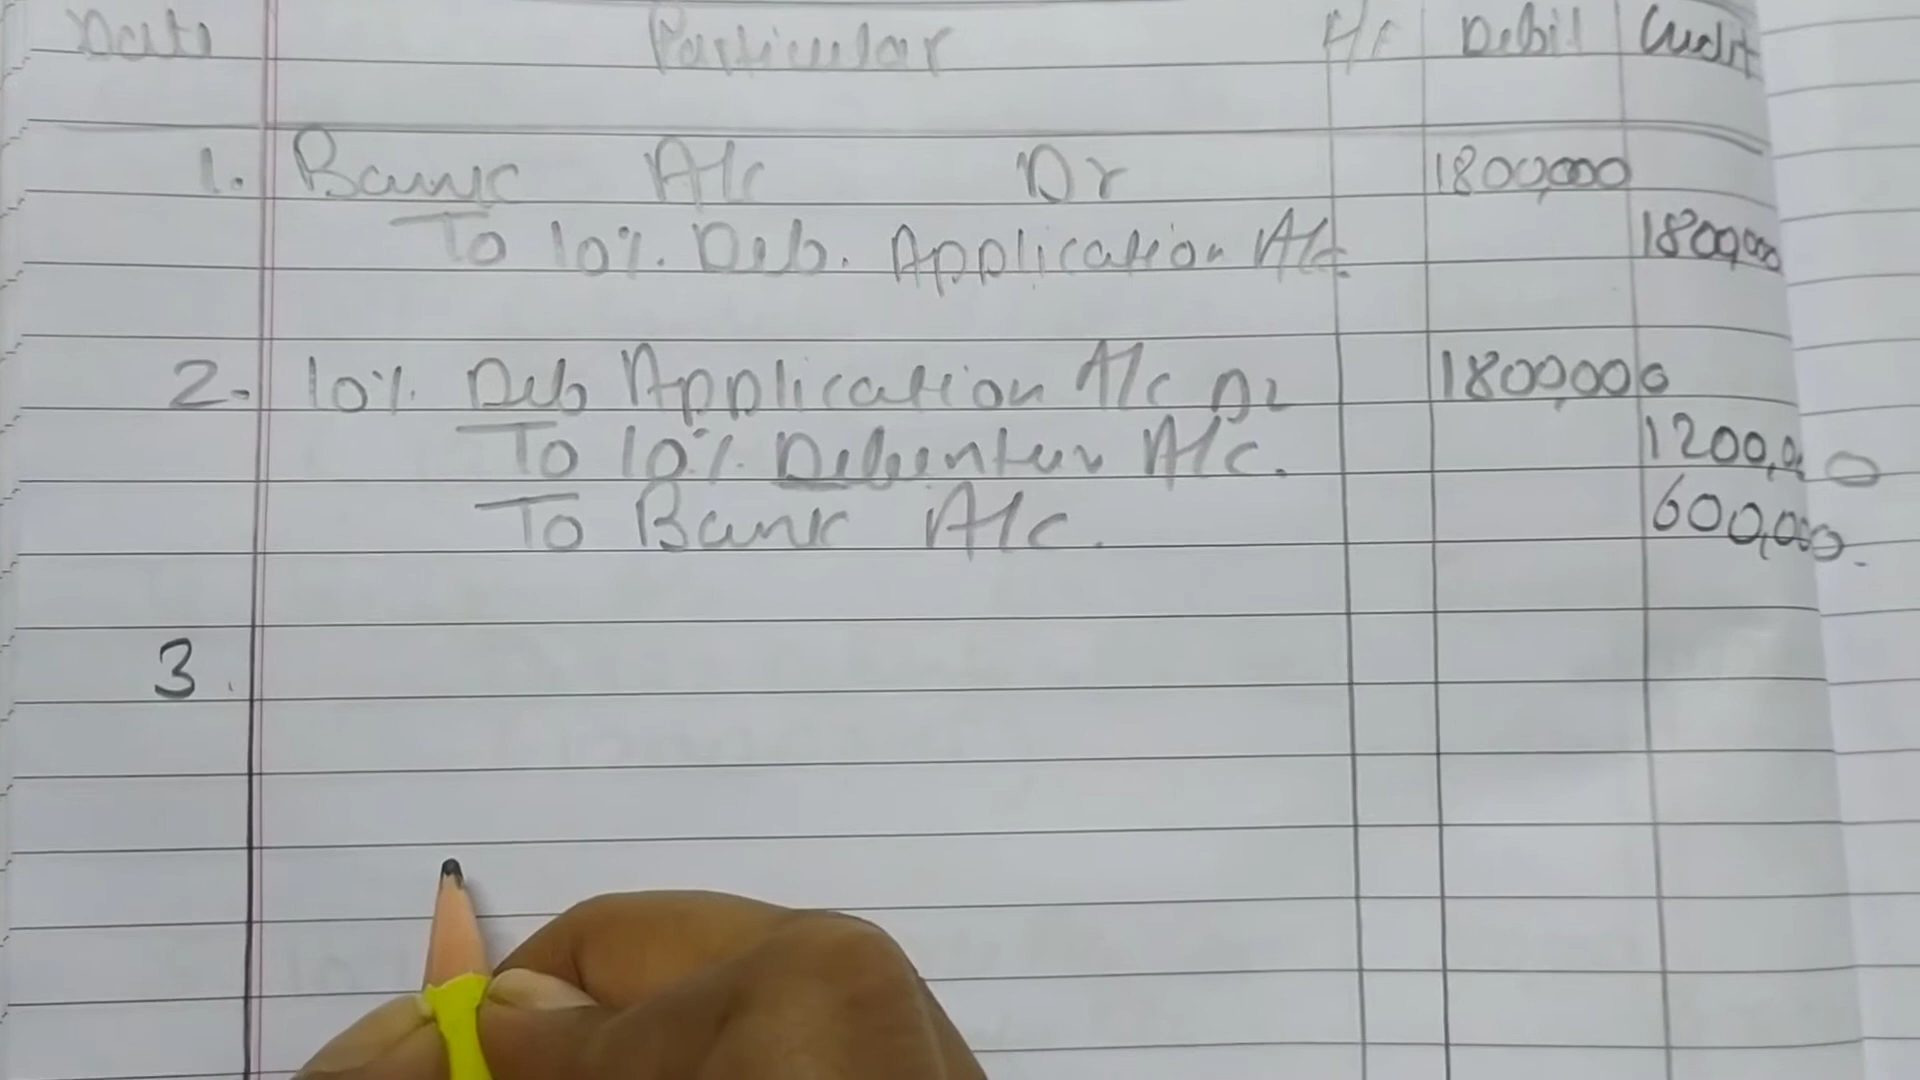 Date Particular A/c Debit Credit
1. Bank A/c Dr 1800,000
To 10%. Deb. Application A/c 1800,000
2. 10%. Deb Application A/c Dr 1800,000
To 10%. Debenture A/c. 1200,
To Bank A/c. 600,000.
3.